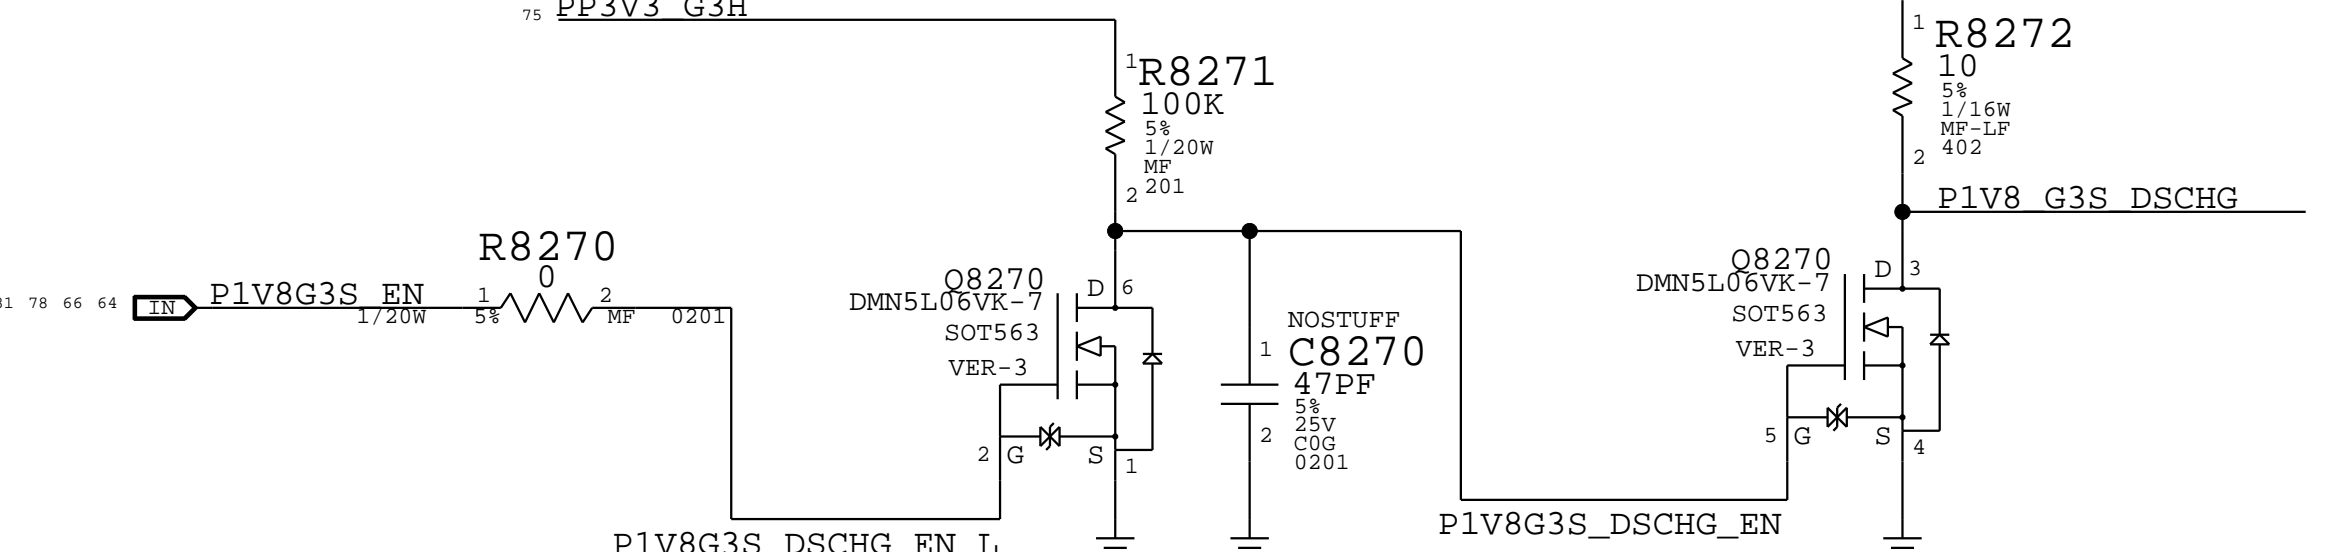 75 PP3V3_G3H
1
R8271
100K
5%
1/20W
MF
201
2
1
R8272
10
5%
1/16W
MF-LF
402
2
P1V8_G3S_DSCHG
R8270
0
78 66 64
IN
P1V8G3S_EN
1
2
1/20W
5%
MF
0201
Q8270
DMN5L06VK-7
SOT563
VER-3
D
6
2
G
S
1
NOSTUFF
1
C8270
47PF
5%
25V
C0G
0201
2
Q8270
DMN5L06VK-7
SOT563
VER-3
D
3
5
G
S
4
P1V8G3S_DSCHG_EN_L
P1V8G3S_DSCHG_EN